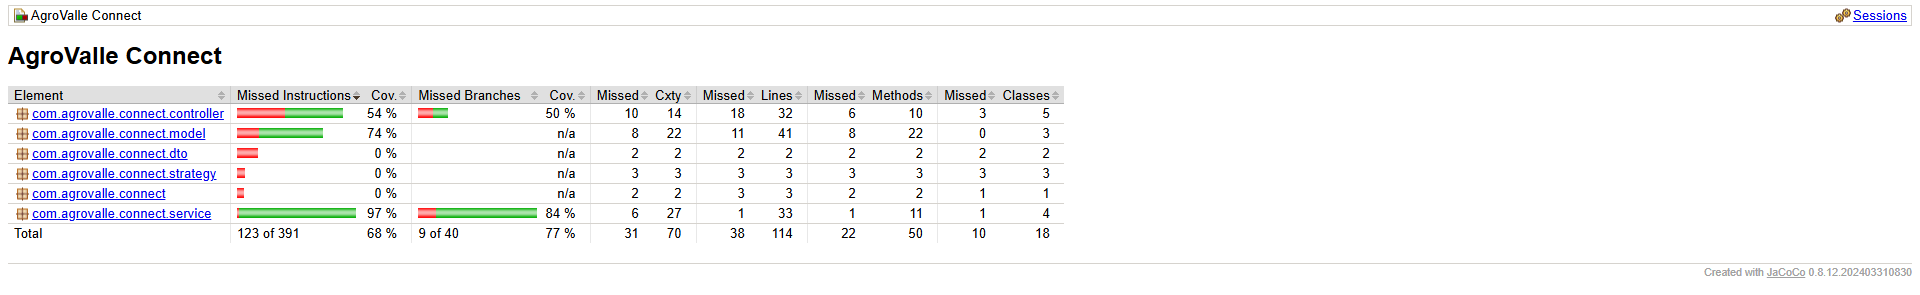 AgroValle Connect Sessions
AgroValle Connect
Element Missed Instructions Cov. Missed Branches Cov. Missed Cxty Missed Lines Missed Methods Missed Classes
com.agrovalle.connect.controller 54 % 50 % 10 14 18 32 6 10 3 5
com.agrovalle.connect.model 74 % n/a 8 22 11 41 8 22 0 3
com.agrovalle.connect.dto 0 % n/a 2 2 2 2 2 2 2 2
com.agrovalle.connect.strategy 0 % n/a 3 3 3 3 3 3 3 3
com.agrovalle.connect 0 % n/a 2 2 3 3 2 2 1 1
com.agrovalle.connect.service 97 % 84 % 6 27 1 33 1 11 1 4
Total 123 of 391 68 % 9 of 40 77 % 31 70 38 114 22 50 10 18
Created with JaCoCo 0.8.12.202403310830